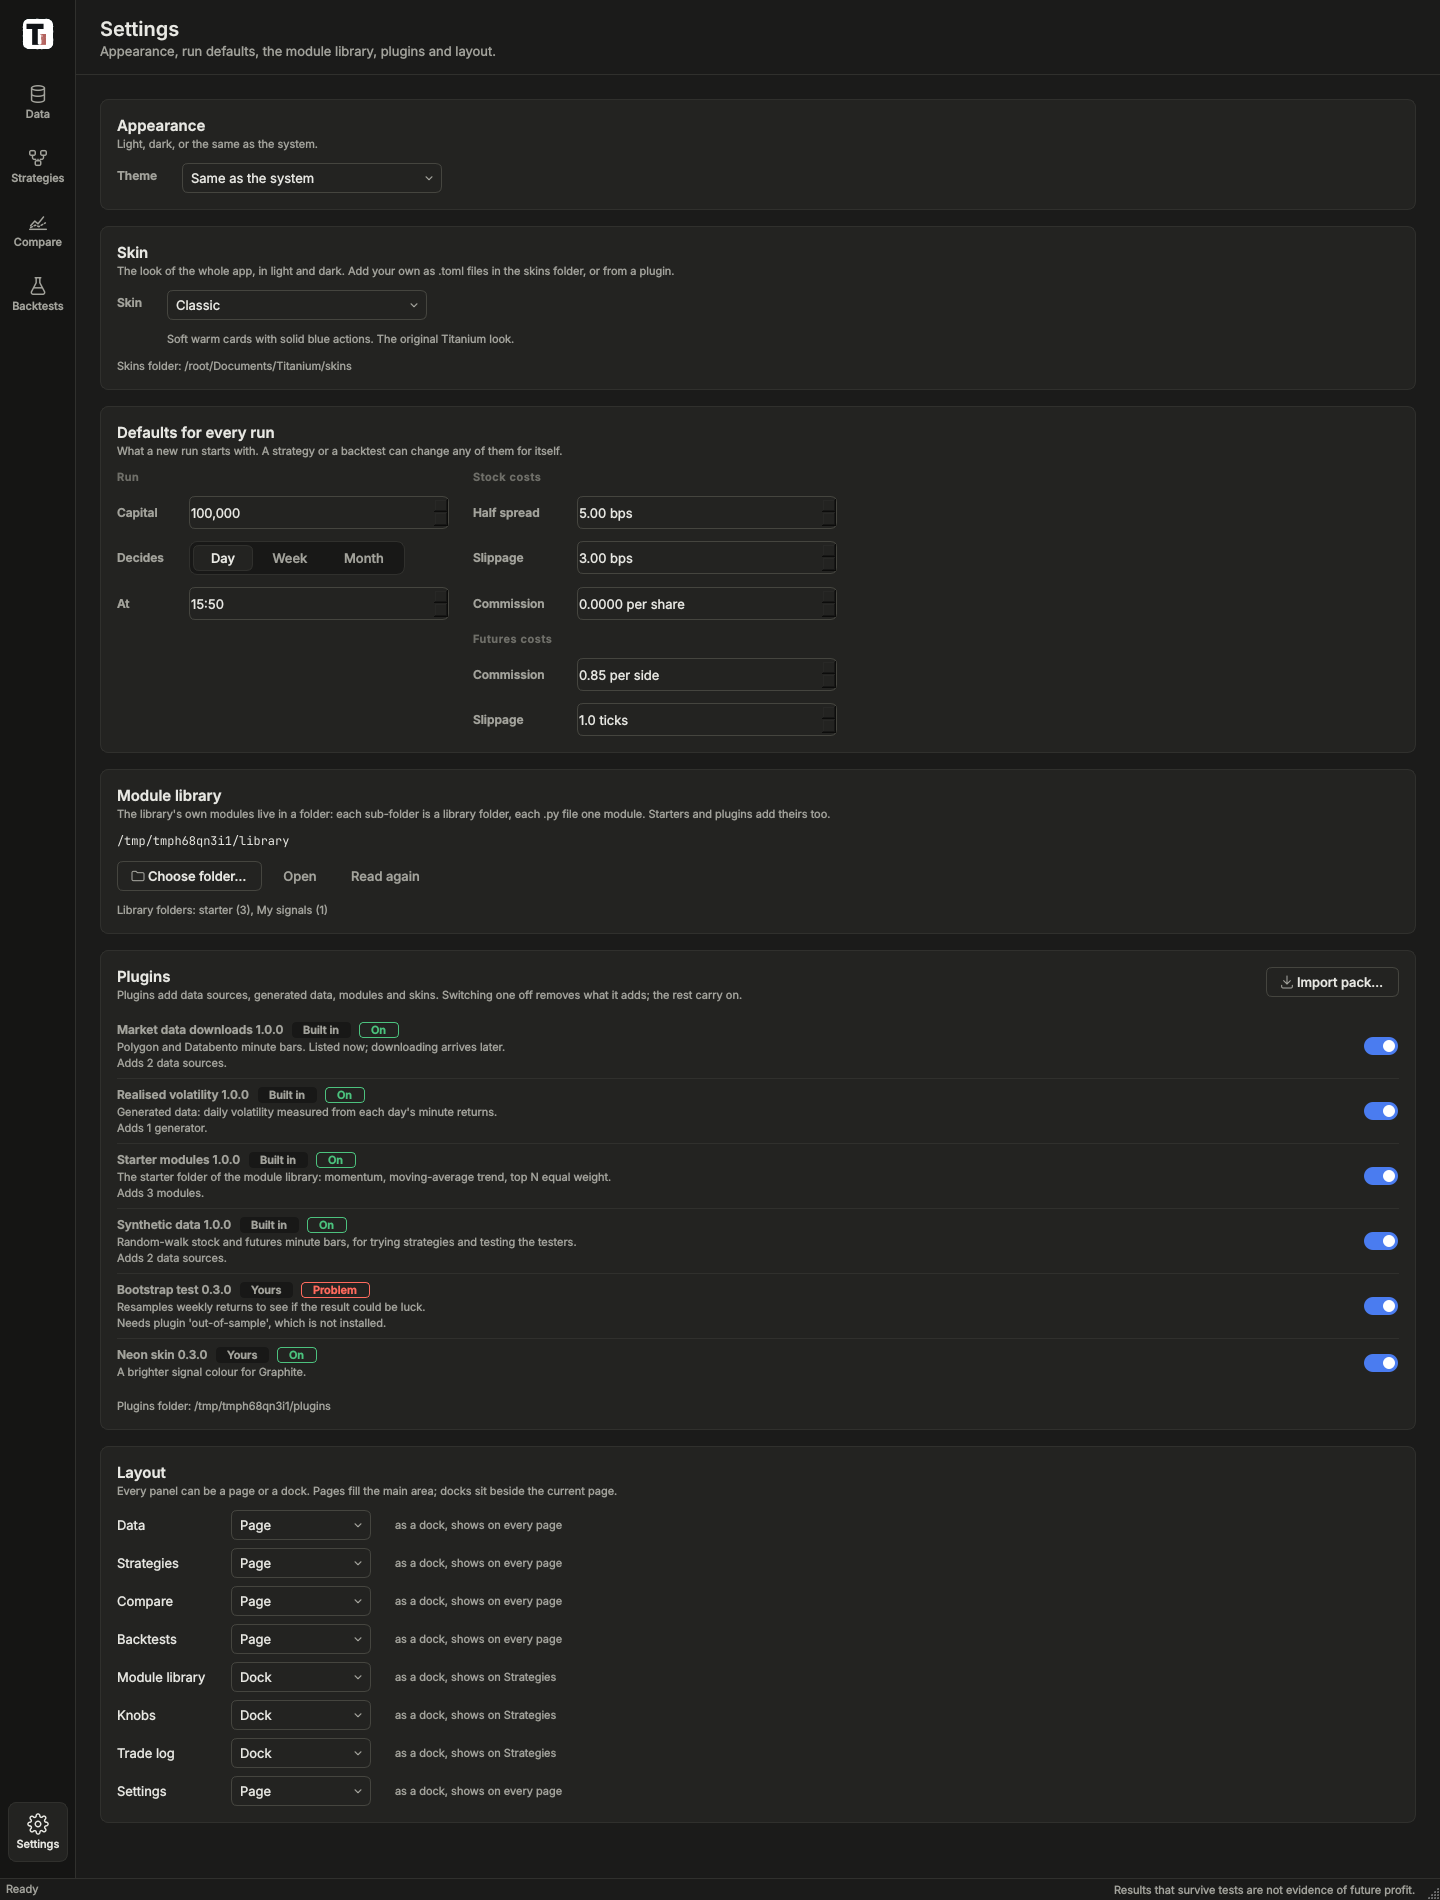 Ti
Settings
Appearance, run defaults, the module library, plugins and layout.
Data
Strategies
Compare
Backtests
Appearance
Light, dark, or the same as the system.
Theme Same as the system
Skin
The look of the whole app, in light and dark. Add your own as .toml files in the skins folder, or from a plugin.
Skin Classic
Soft warm cards with solid blue actions. The original Titanium look.
Skins folder: /root/Documents/Titanium/skins
Defaults for every run
What a new run starts with. A strategy or a backtest can change any of them for itself.
Run Stock costs
Capital 100,000 Half spread 5.00 bps
Decides Day Week Month Slippage 3.00 bps
At 15:50 Commission 0.0000 per share
Futures costs
Commission 0.85 per side
Slippage 1.0 ticks
Module library
The library's own modules live in a folder: each sub-folder is a library folder, each .py file one module. Starters and plugins add theirs too.
/tmp/tmph68qn3i1/library
Choose folder... Open Read again
Library folders: starter (3), My signals (1)
Plugins
Import pack...
Plugins add data sources, generated data, modules and skins. Switching one off removes what it adds; the rest carry on.
Market data downloads 1.0.0 Built in On
Polygon and Databento minute bars. Listed now; downloading arrives later.
Adds 2 data sources.
Realised volatility 1.0.0 Built in On
Generated data: daily volatility measured from each day's minute returns.
Adds 1 generator.
Starter modules 1.0.0 Built in On
The starter folder of the module library: momentum, moving-average trend, top N equal weight.
Adds 3 modules.
Synthetic data 1.0.0 Built in On
Random-walk stock and futures minute bars, for trying strategies and testing the testers.
Adds 2 data sources.
Bootstrap test 0.3.0 Yours Problem
Resamples weekly returns to see if the result could be luck.
Needs plugin 'out-of-sample', which is not installed.
Neon skin 0.3.0 Yours On
A brighter signal colour for Graphite.
Plugins folder: /tmp/tmph68qn3i1/plugins
Layout
Every panel can be a page or a dock. Pages fill the main area; docks sit beside the current page.
Data Page as a dock, shows on every page
Strategies Page as a dock, shows on every page
Compare Page as a dock, shows on every page
Backtests Page as a dock, shows on every page
Module library Dock as a dock, shows on Strategies
Knobs Dock as a dock, shows on Strategies
Trade log Dock as a dock, shows on Strategies
Settings Page as a dock, shows on every page
Settings
Ready
Results that survive tests are not evidence of future profit.